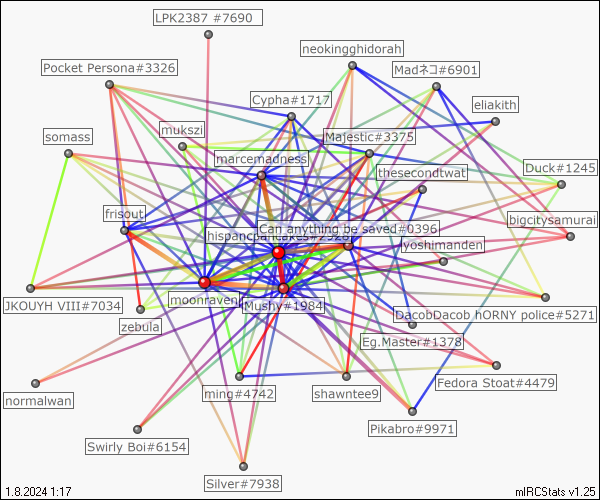 LPK2387 #7690
neokingghidorah
Pocket Persona#3326
Madネコ#6901
Cypha#1717
eliakith
mukszi
Majestic#3375
somass
marcemadness
thesecondtwat
Duck#1245
frisout
Can anything be saved#0396
bigcitysamurai
hispancpancakes#2928
yoshimanden
moonraven
Mushy#1984
JKOUYH VIII#7034
DacobDacob hORNY police#5271
zebula
Eg.Master#1378
normalwan
ming#4742
shawntee9
Fedora Stoat#4479
Pikabro#9971
Swirly Boi#6154
Silver#7938
1.8.2024 1:17
mIRCStats v1.25